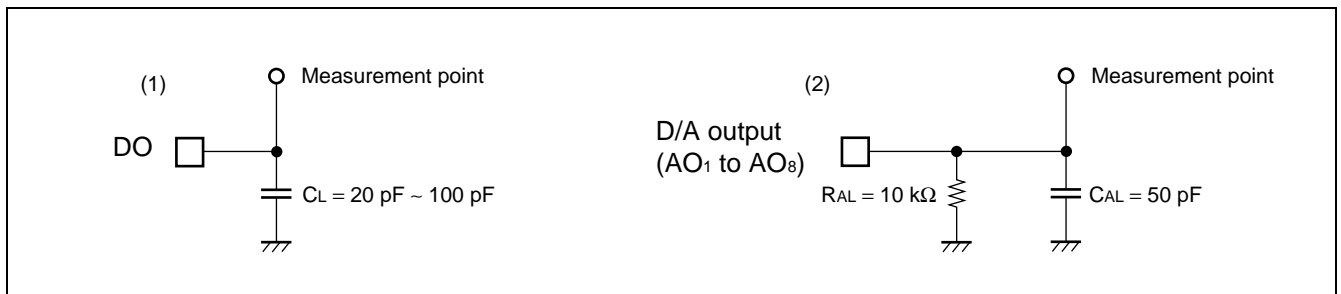 (1)
Measurement point
DO
CL = 20 pF ~ 100 pF
(2)
Measurement point
D/A output
(AO1 to AO8)
RAL = 10 kΩ
CAL = 50 pF